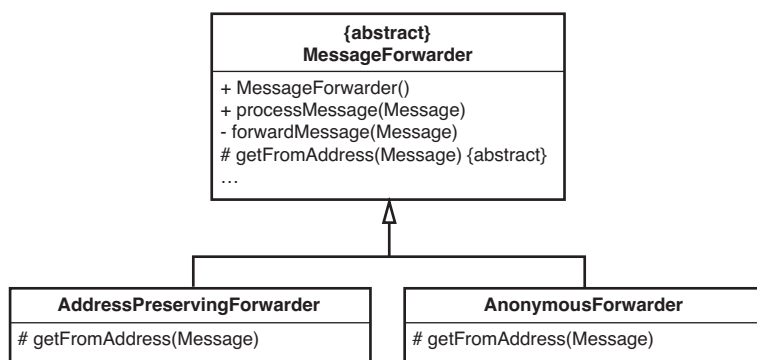 {abstract}
MessageForwarder
+ MessageForwarder()
+ processMessage(Message)
- forwardMessage(Message)
# getFromAddress(Message) {abstract}
…
AddressPreservingForwarder
# getFromAddress(Message)
AnonymousForwarder
# getFromAddress(Message)